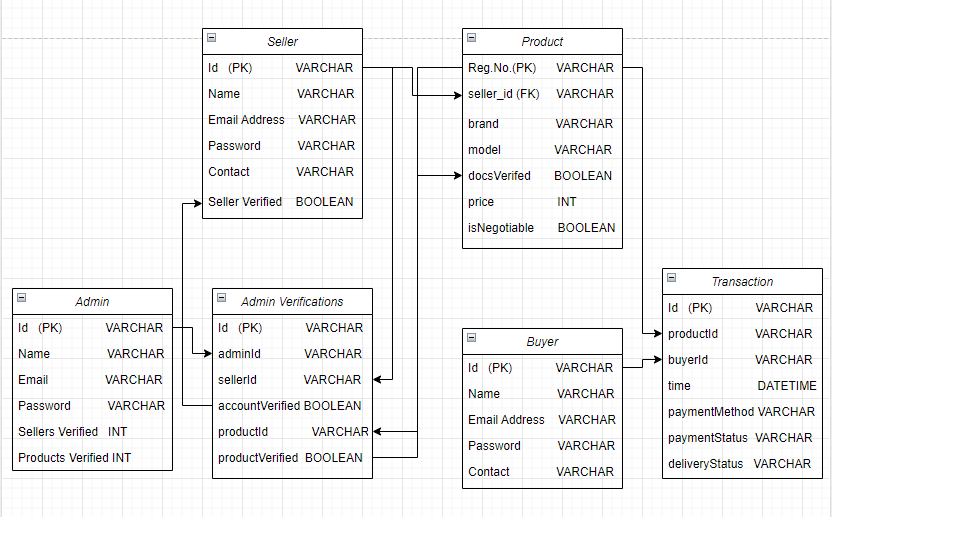 Seller
Id (PK) VARCHAR
Name VARCHAR
Email Address VARCHAR
Password VARCHAR
Contact VARCHAR
Seller Verified BOOLEAN
Product
Reg.No.(PK) VARCHAR
seller_id (FK) VARCHAR
brand VARCHAR
model VARCHAR
docsVerifed BOOLEAN
price INT
isNegotiable BOOLEAN
Admin
Id (PK) VARCHAR
Name VARCHAR
Email VARCHAR
Password VARCHAR
Sellers Verified INT
Products Verified INT
Admin Verifications
Id (PK) VARCHAR
adminId VARCHAR
sellerId VARCHAR
accountVerified BOOLEAN
productId VARCHAR
productVerified BOOLEAN
Buyer
Id (PK) VARCHAR
Name VARCHAR
Email Address VARCHAR
Password VARCHAR
Contact VARCHAR
Transaction
Id (PK) VARCHAR
productId VARCHAR
buyerId VARCHAR
time DATETIME
paymentMethod VARCHAR
paymentStatus VARCHAR
deliveryStatus VARCHAR